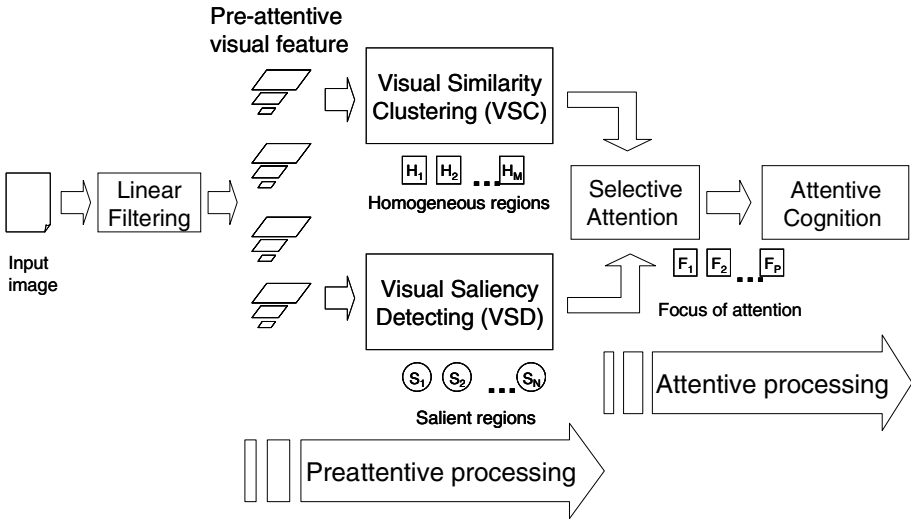 Pre-attentive
visual feature
Visual Similarity
Clustering (VSC)
H1 H2 ... HM
Homogeneous regions
Input
image
Linear
Filtering
Visual Saliency
Detecting (VSD)
S1 S2 ... SN
Salient regions
Selective
Attention
Attentive
Cognition
F1 F2 ... FP
Focus of attention
Attentive processing
Preattentive processing